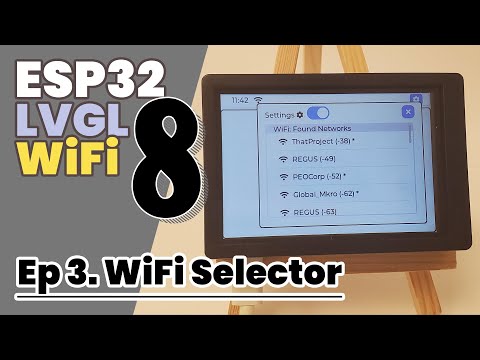 ESP32
LVGL
WiFi
8
Ep 3. WiFi Selector
11:42
Settings
WiFi: Found Networks
ThatProject (-38) *
REGUS (-49)
PEOCorp (-52) *
Global_Mkro (-62) *
REGUS (-63)